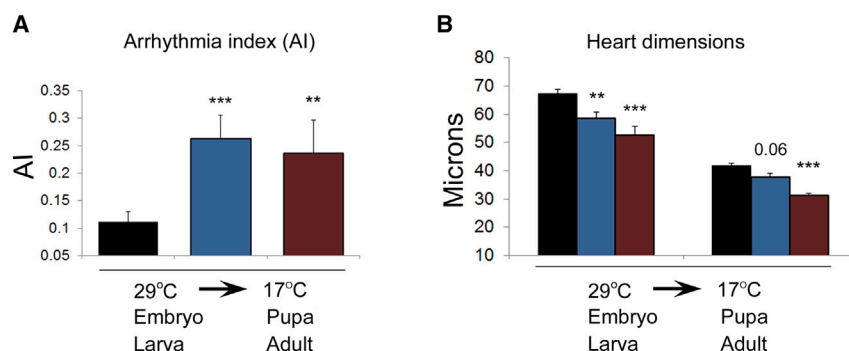 A
Arrhythmia index (AI)
AI
0.35
0.3
0.25
0.2
0.15
0.1
0.05
***
**
29°C 17°C
Embryo Pupa
Larva Adult
B
Heart dimensions
Microns
80
70
60
50
40
30
20
10
**
***
0.06
***
29°C 17°C
Embryo Pupa
Larva Adult